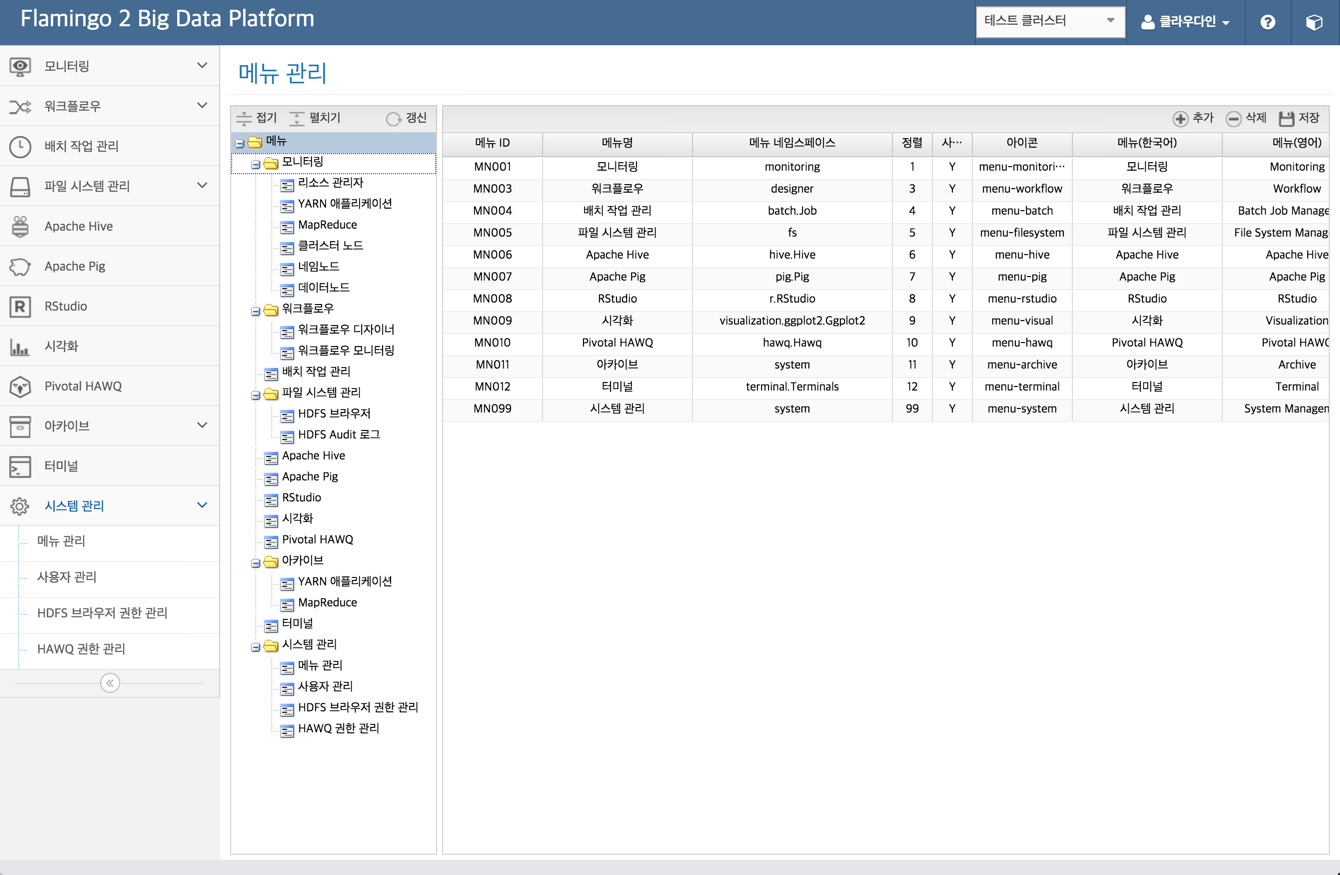 Flamingo 2 Big Data Platform
테스트 클러스터
클라우다인
모니터링
워크플로우
배치 작업 관리
파일 시스템 관리
Apache Hive
Apache Pig
RStudio
시각화
Pivotal HAWQ
아카이브
터미널
시스템 관리
메뉴 관리
사용자 관리
HDFS 브라우저 권한 관리
HAWQ 권한 관리
메뉴 관리
접기 펼치기 갱신
메뉴
모니터링
리소스 관리자
YARN 애플리케이션
MapReduce
클러스터 노드
네임노드
데이터노드
워크플로우
워크플로우 디자이너
워크플로우 모니터링
배치 작업 관리
파일 시스템 관리
HDFS 브라우저
HDFS Audit 로그
Apache Hive
Apache Pig
RStudio
시각화
Pivotal HAWQ
아카이브
YARN 애플리케이션
MapReduce
터미널
시스템 관리
메뉴 관리
사용자 관리
HDFS 브라우저 권한 관리
HAWQ 권한 관리
추가 삭제 저장
메뉴 ID 메뉴명 메뉴 네임스페이스 정렬 사··· 아이콘 메뉴(한국어) 메뉴(영어)
MN001 모니터링 monitoring 1 Y menu-monitori··· 모니터링 Monitoring
MN003 워크플로우 designer 3 Y menu-workflow 워크플로우 Workflow
MN004 배치 작업 관리 batch.Job 4 Y menu-batch 배치 작업 관리 Batch Job Manage
MN005 파일 시스템 관리 fs 5 Y menu-filesystem 파일 시스템 관리 File System Manag
MN006 Apache Hive hive.Hive 6 Y menu-hive Apache Hive Apache Hive
MN007 Apache Pig pig.Pig 7 Y menu-pig Apache Pig Apache Pig
MN008 RStudio r.RStudio 8 Y menu-rstudio RStudio RStudio
MN009 시각화 visualization.ggplot2.Ggplot2 9 Y menu-visual 시각화 Visualization
MN010 Pivotal HAWQ hawq.Hawq 10 Y menu-hawq Pivotal HAWQ Pivotal HAWQ
MN011 아카이브 system 11 Y menu-archive 아카이브 Archive
MN012 터미널 terminal.Terminals 12 Y menu-terminal 터미널 Terminal
MN099 시스템 관리 system 99 Y menu-system 시스템 관리 System Managem